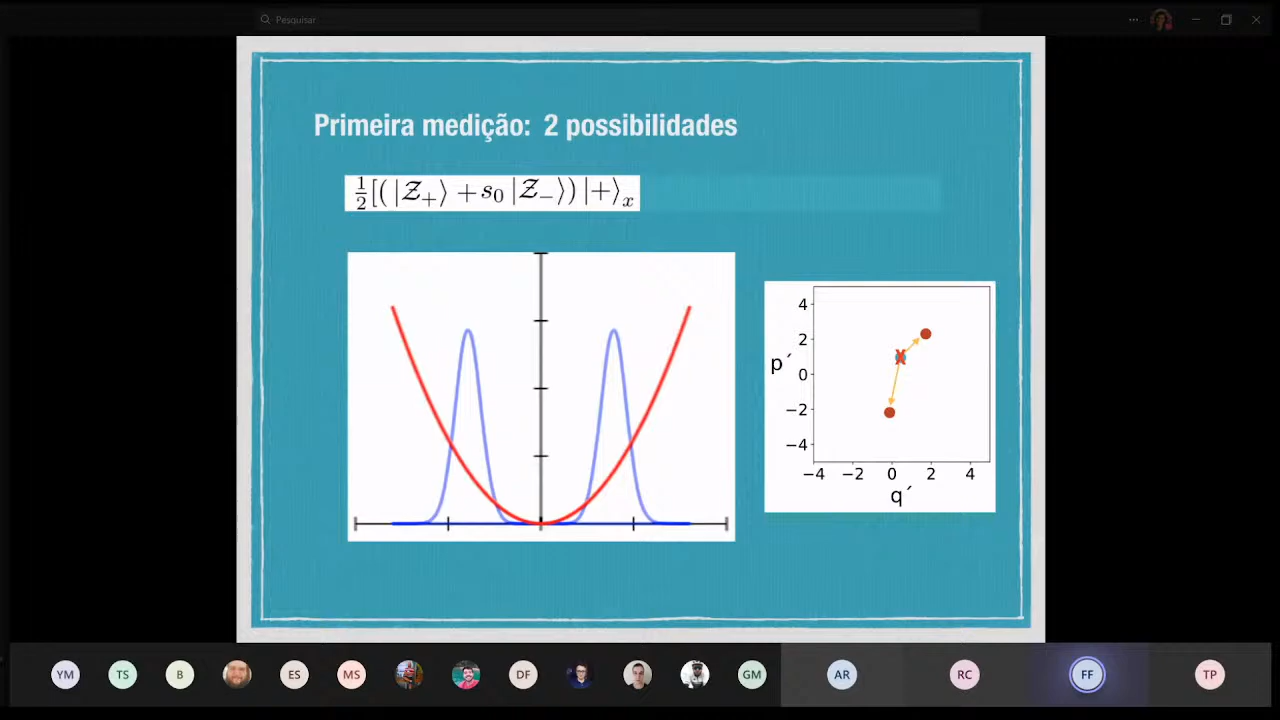 Pesquisar
Primeira medição: 2 possibilidades
½[(|𝒵₊⟩ + s₀ |𝒵₋⟩) |+⟩ₓ
4
2
p´
0
−2
−4
−4 −2 0 2 4
q´
YM TS B ES MS DF GM AR RC FF TP